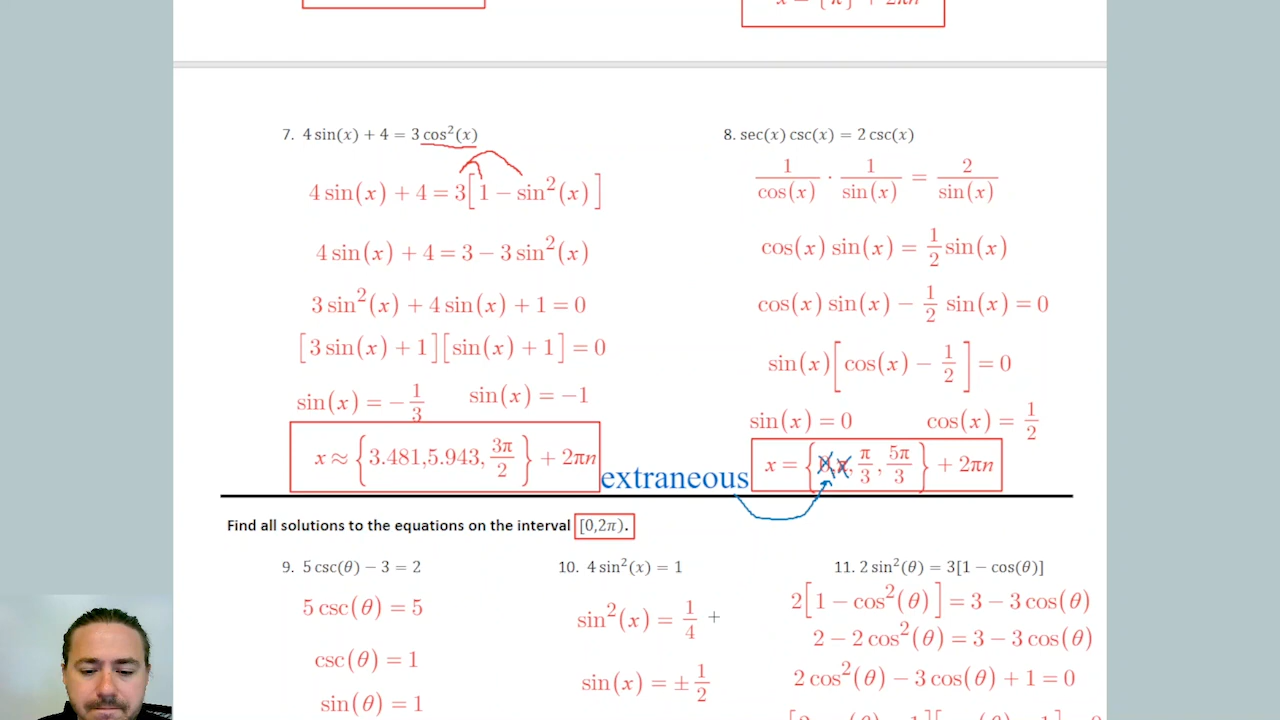 x = {π} + 2πn
7. 4 sin(x) + 4 = 3 cos²(x)
4 sin(x) + 4 = 3[1 − sin²(x)]
4 sin(x) + 4 = 3 − 3 sin²(x)
3 sin²(x) + 4 sin(x) + 1 = 0
[3 sin(x) + 1][sin(x) + 1] = 0
sin(x) = −1/3 sin(x) = −1
x ≈ {3.481,5.943, 3π/2} + 2πn
8. sec(x) csc(x) = 2 csc(x)
1/cos(x) · 1/sin(x) = 2/sin(x)
cos(x) sin(x) = 1/2 sin(x)
cos(x) sin(x) − 1/2 sin(x) = 0
sin(x)[cos(x) − 1/2] = 0
sin(x) = 0 cos(x) = 1/2
x = {0,π, π/3, 5π/3} + 2πn
extraneous
Find all solutions to the equations on the interval [0,2π).
9. 5 csc(θ) − 3 = 2
5 csc(θ) = 5
csc(θ) = 1
sin(θ) = 1
10. 4 sin²(x) = 1
sin²(x) = 1/4
sin(x) = ± 1/2
11. 2 sin²(θ) = 3[1 − cos(θ)]
2[1 − cos²(θ)] = 3 − 3 cos(θ)
2 − 2 cos²(θ) = 3 − 3 cos(θ)
2 cos²(θ) − 3 cos(θ) + 1 = 0